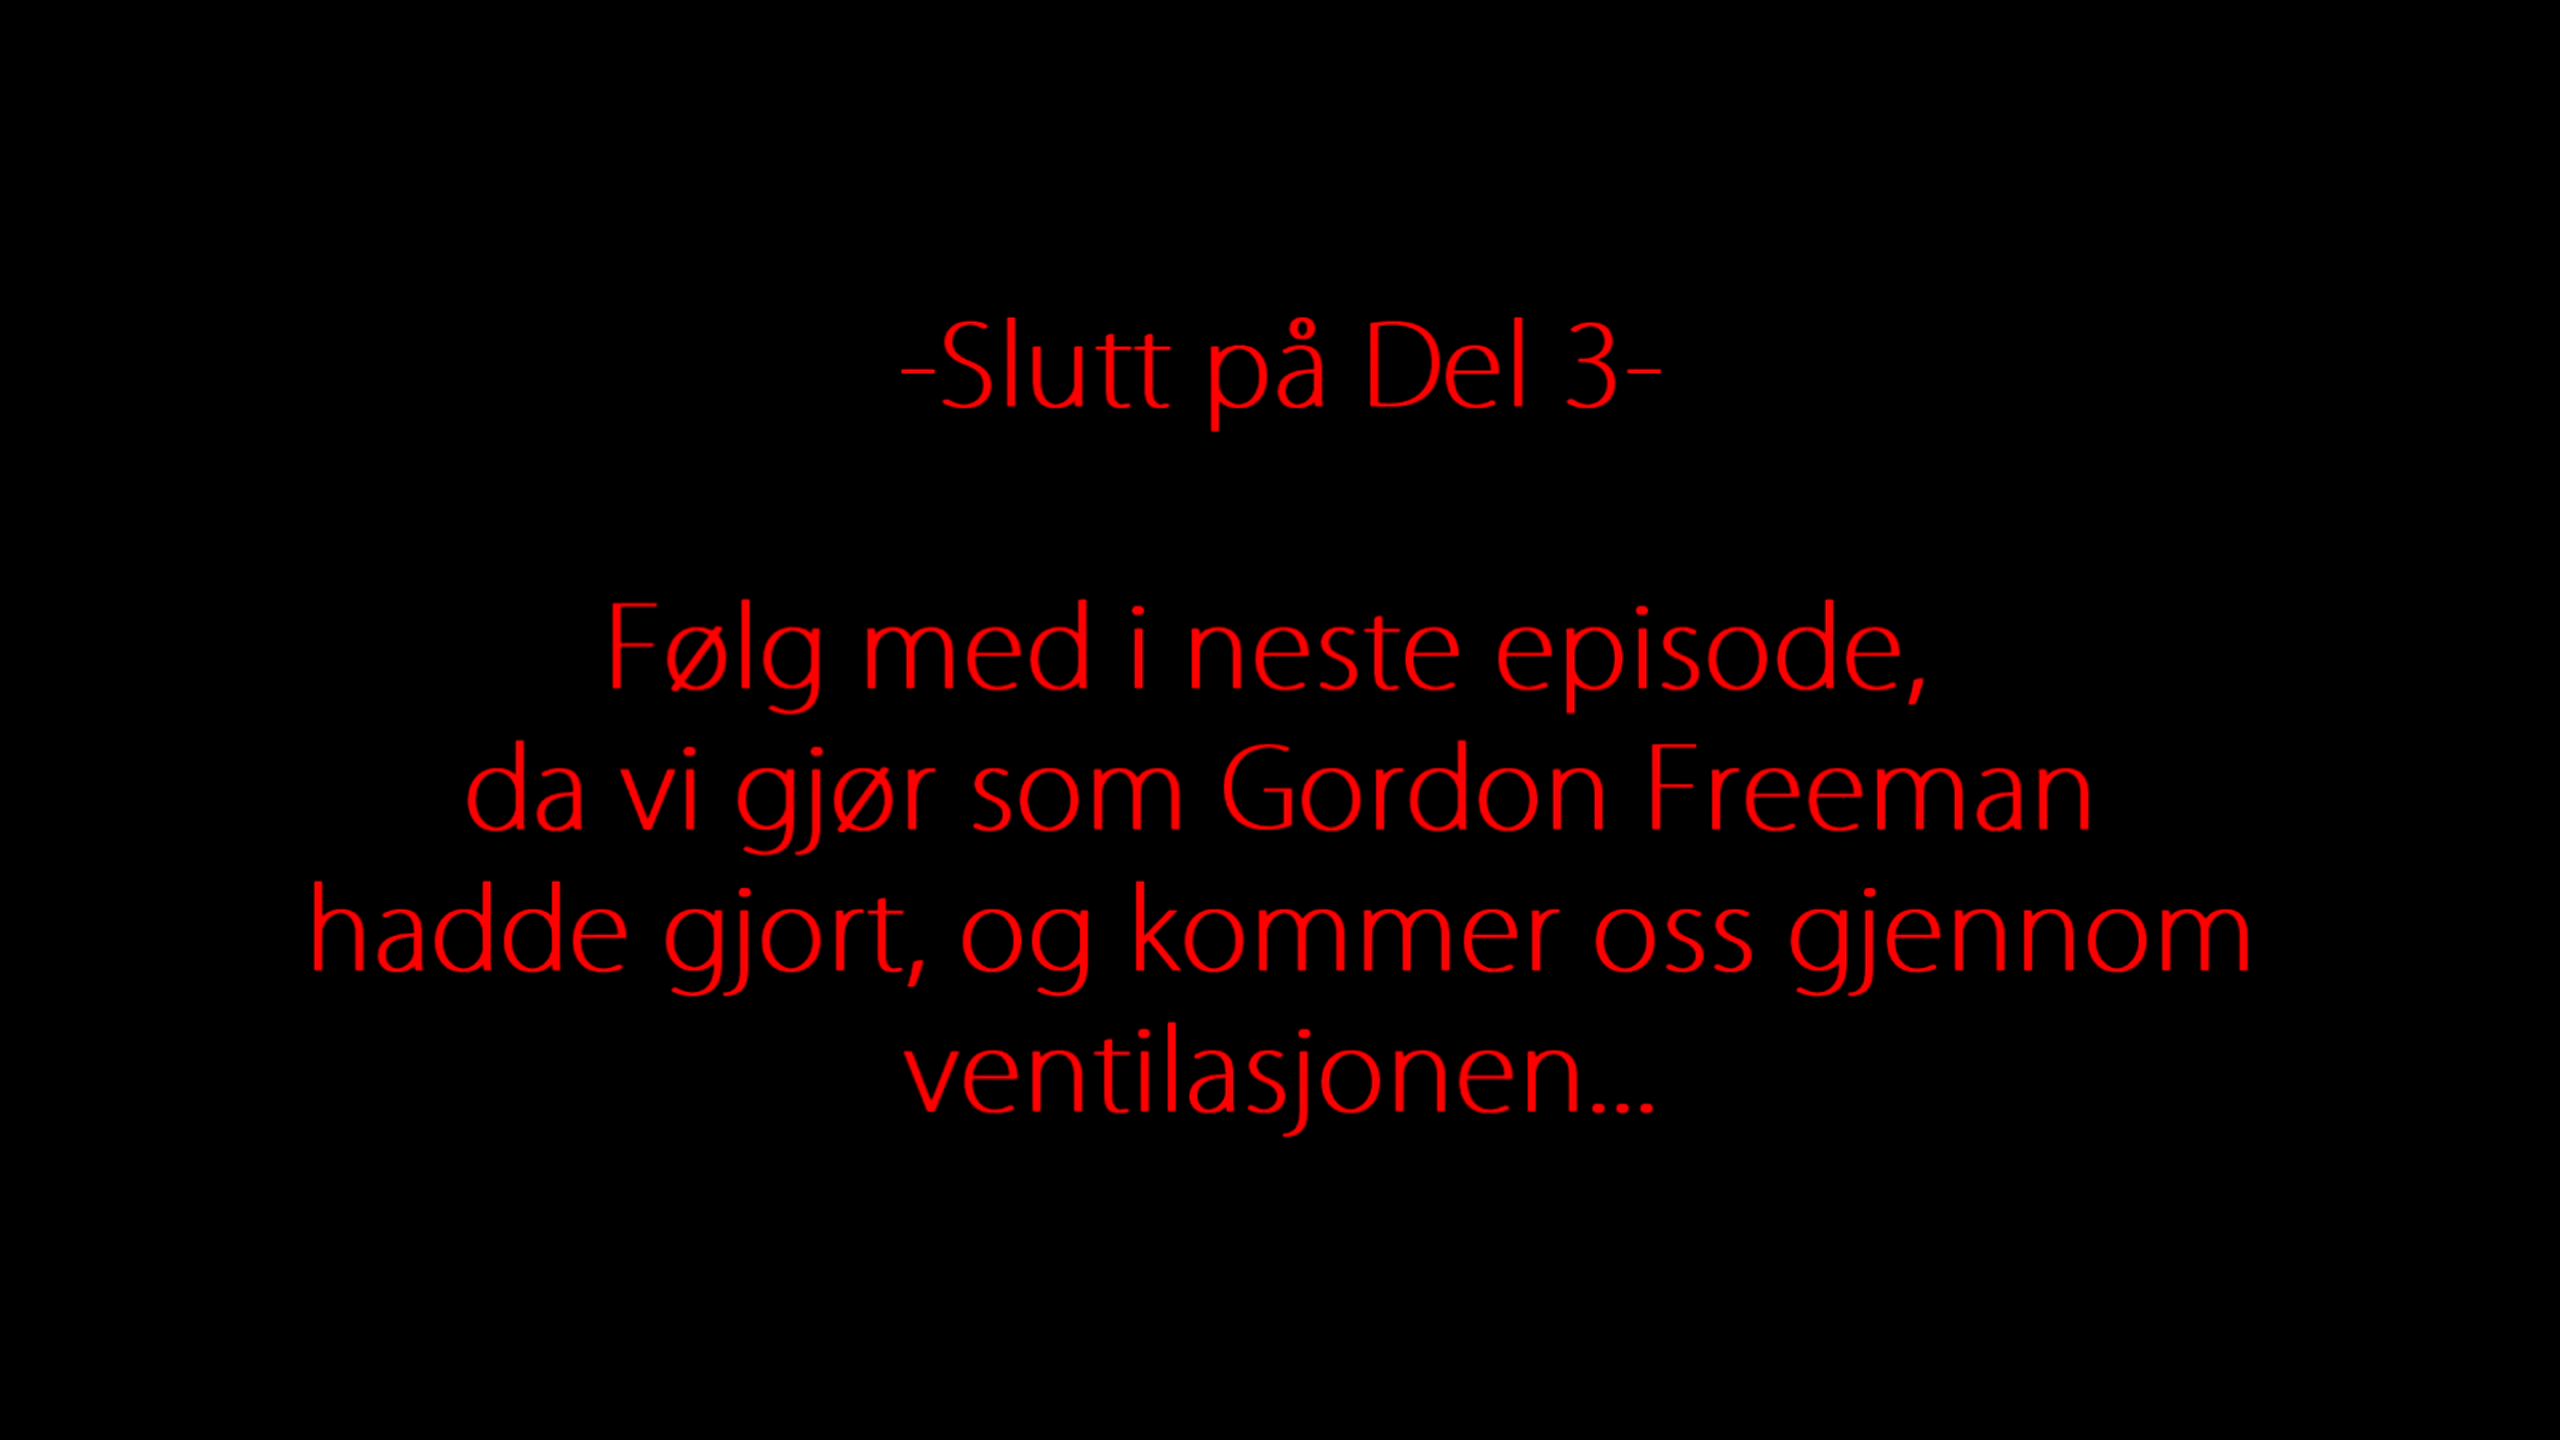 -Slutt på Del 3-
Følg med i neste episode,
da vi gjør som Gordon Freeman
hadde gjort, og kommer oss gjennom
ventilasjonen...